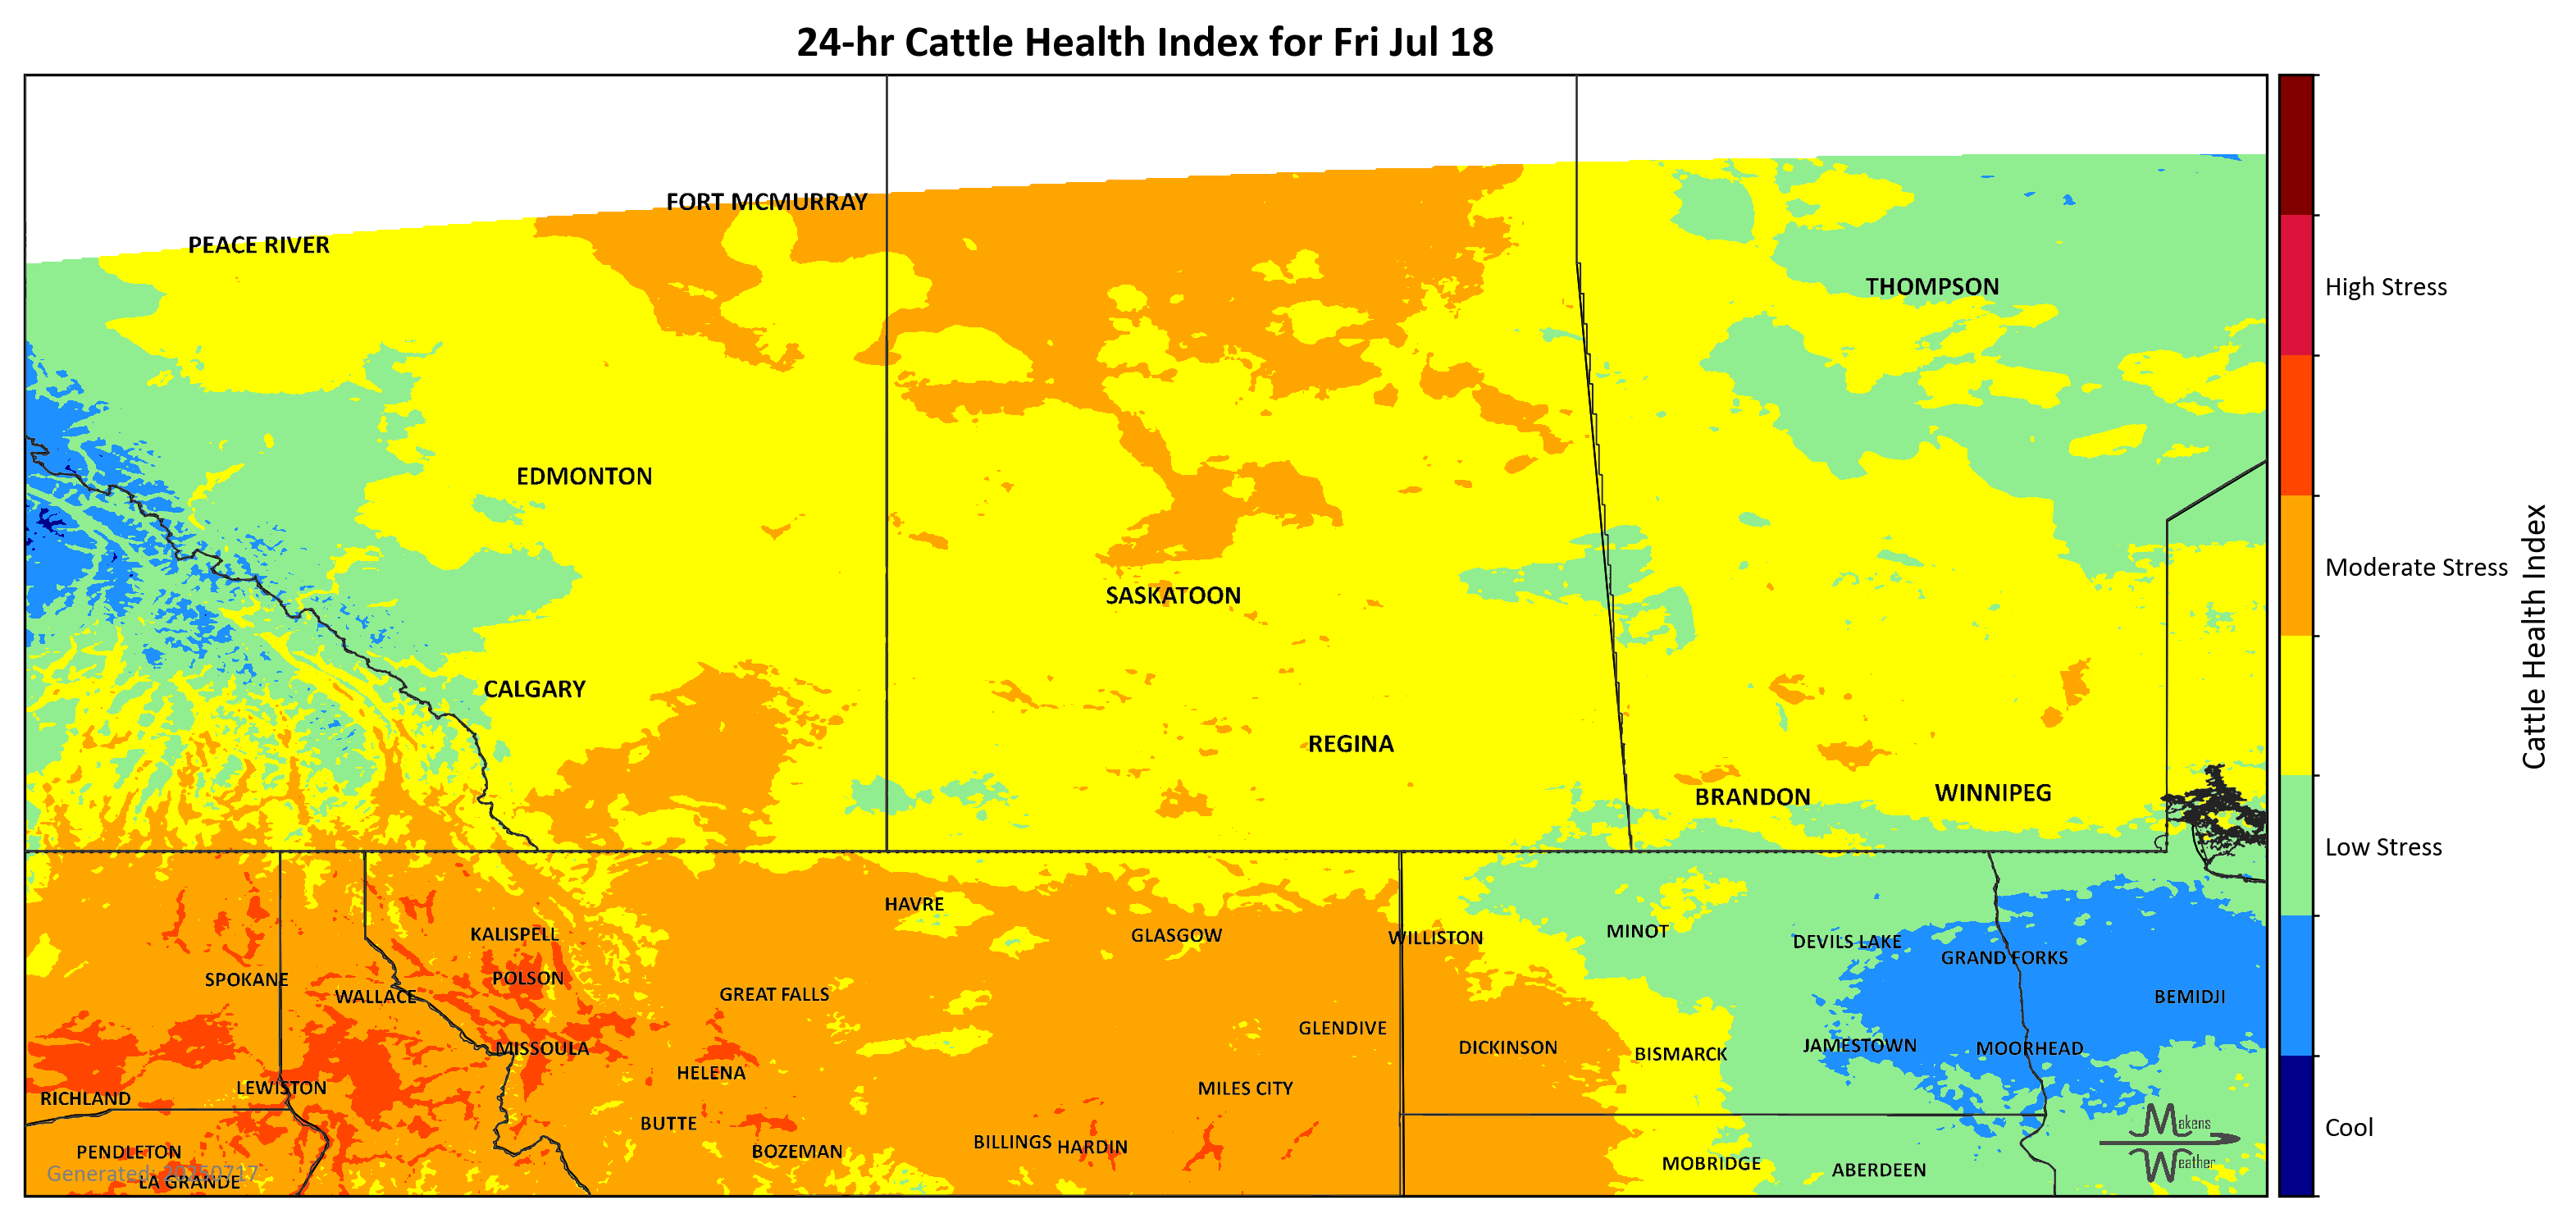 24-hr Cattle Health Index for Fri Jul 18
FORT MCMURRAY
PEACE RIVER
THOMPSON
High Stress
EDMONTON
Moderate Stress
SASKATOON
Cattle Health Index
CALGARY
REGINA
BRANDON
WINNIPEG
Low Stress
HAVRE
KALISPELL
GLASGOW
WILLISTON
MINOT
DEVILS LAKE
GRAND FORKS
SPOKANE
POLSON
WALLACE
GREAT FALLS
BEMIDJI
GLENDIVE
MISSOULA
DICKINSON
BISMARCK
JAMESTOWN
MOORHEAD
HELENA
LEWISTON
MILES CITY
RICHLAND
BUTTE
Makens
Weather
Cool
PENDLETON
BOZEMAN
BILLINGS
HARDIN
MOBRIDGE
ABERDEEN
Generated: 20250717
LA GRANDE